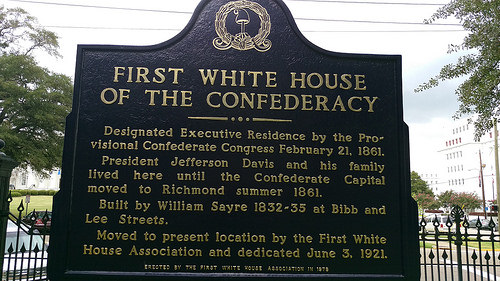 FIRST WHITE HOUSE
OF THE CONFEDERACY
Designated Executive Residence by the Pro-
visional Confederate Congress February 21, 1861.
President Jefferson Davis and his family
lived here until the Confederate Capital
moved to Richmond summer 1861.
Built by William Sayre 1832-35 at Bibb and
Lee Streets.
Moved to present location by the First White
House Association and dedicated June 3, 1921.
ERECTED BY THE FIRST WHITE HOUSE ASSOCIATION IN 1978